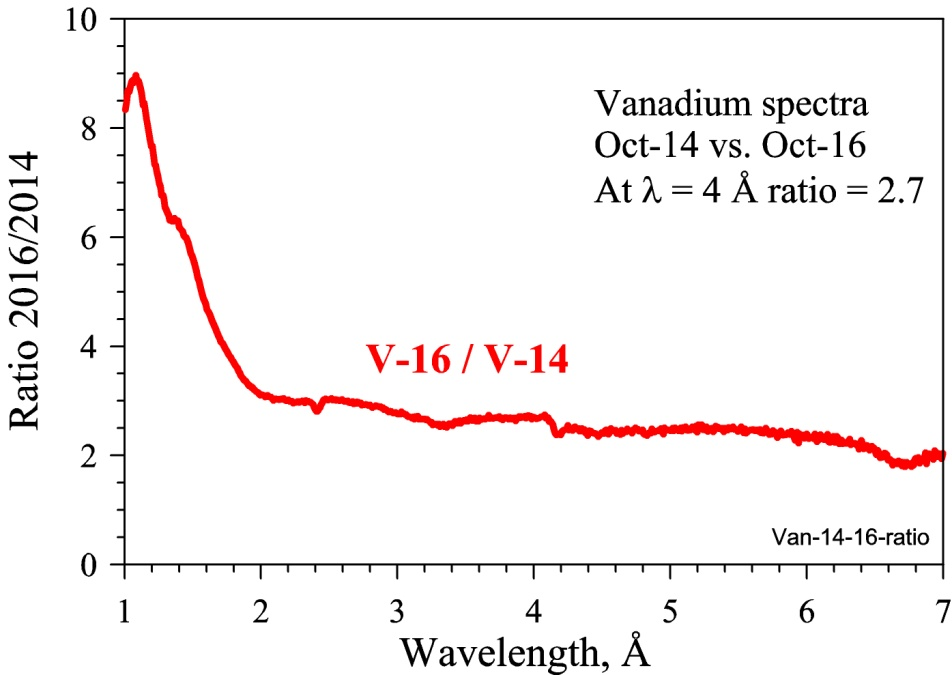 10
8
6
4
2
0
Ratio 2016/2014
Vanadium spectra
Oct-14 vs. Oct-16
At λ = 4 Å ratio = 2.7
V-16 / V-14
Van-14-16-ratio
1 2 3 4 5 6 7
Wavelength, Å